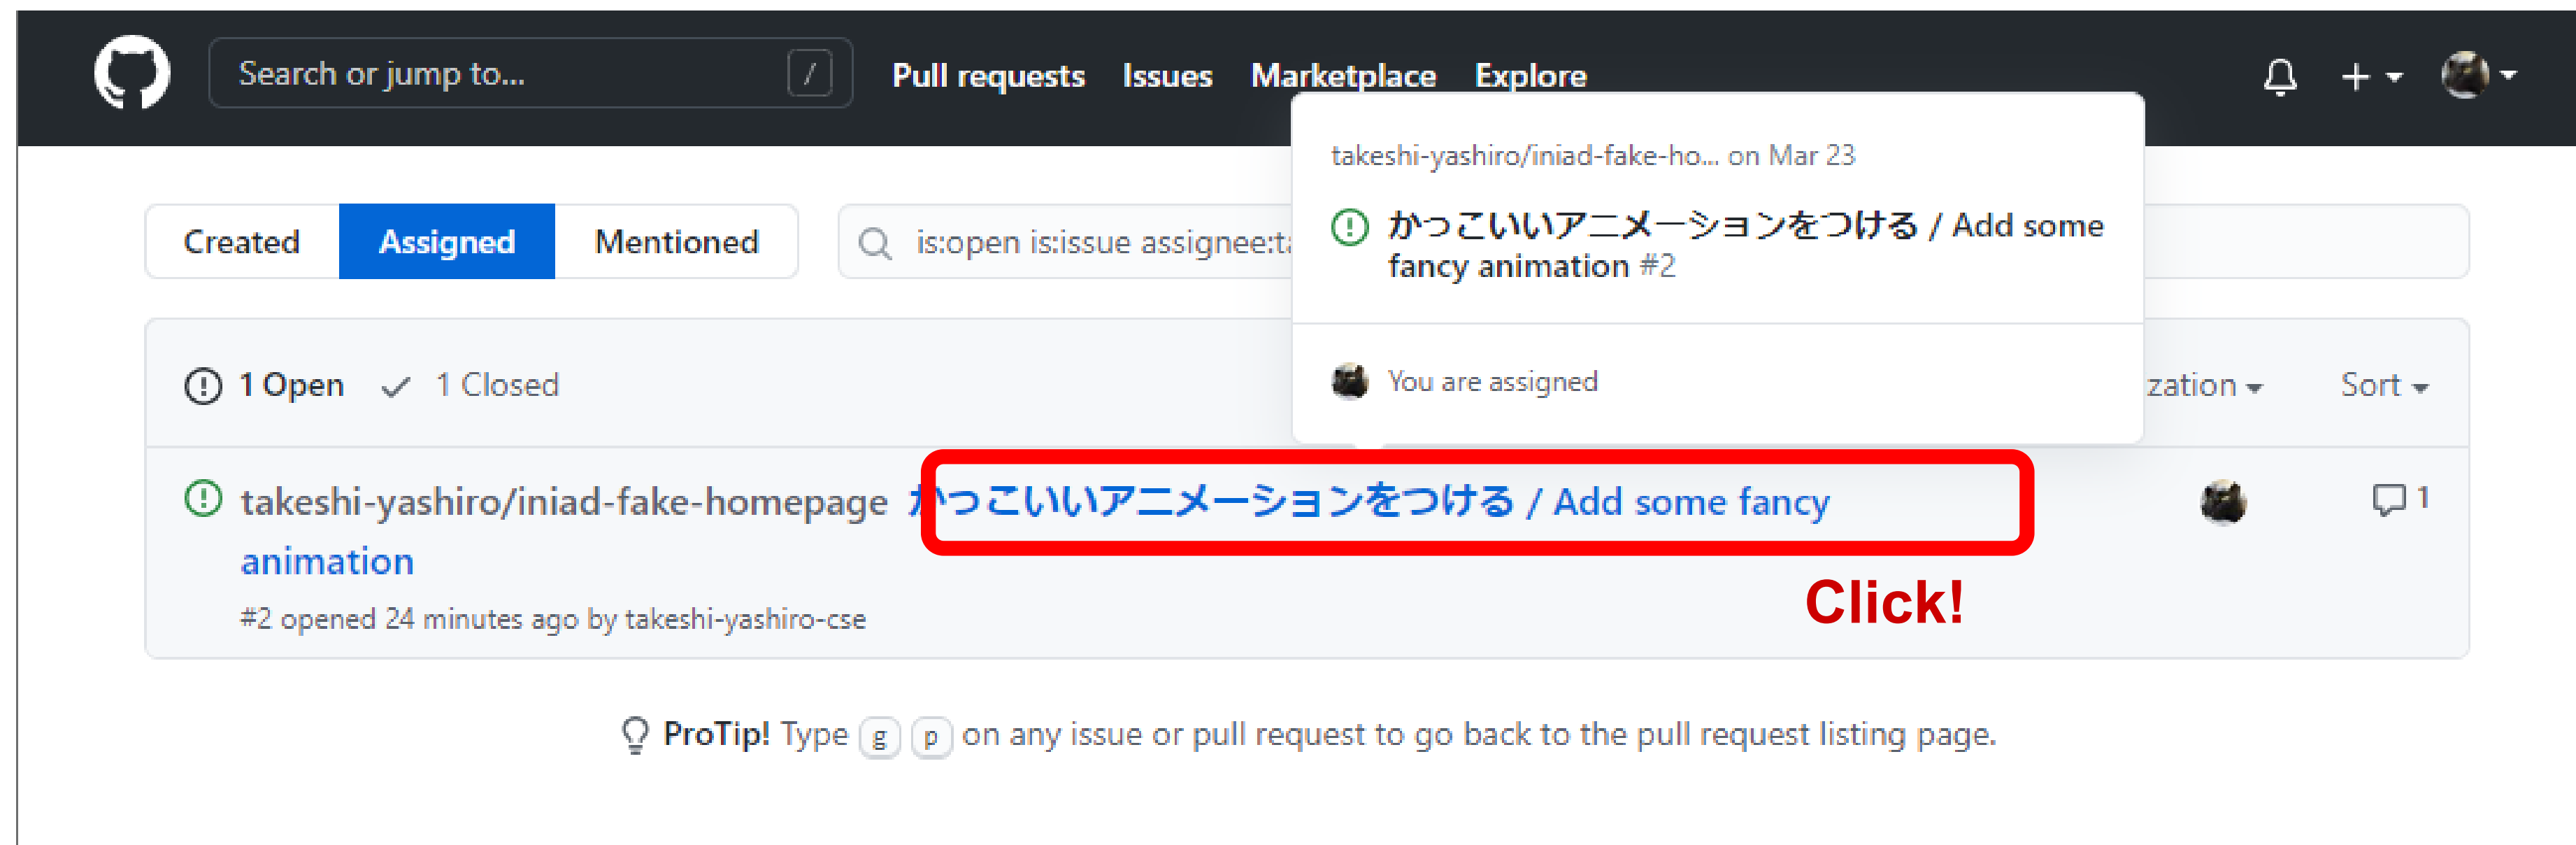 Search or jump to... /
Pull requests Issues Marketplace Explore
takeshi-yashiro/iniad-fake-ho... on Mar 23
かっこいいアニメーションをつける / Add some
fancy animation #2
You are assigned
Created Assigned Mentioned
is:open is:issue assignee:ta
1 Open 1 Closed
zation Sort
takeshi-yashiro/iniad-fake-homepage かっこいいアニメーションをつける / Add some fancy
animation
1
#2 opened 24 minutes ago by takeshi-yashiro-cse
Click!
ProTip! Type g p on any issue or pull request to go back to the pull request listing page.